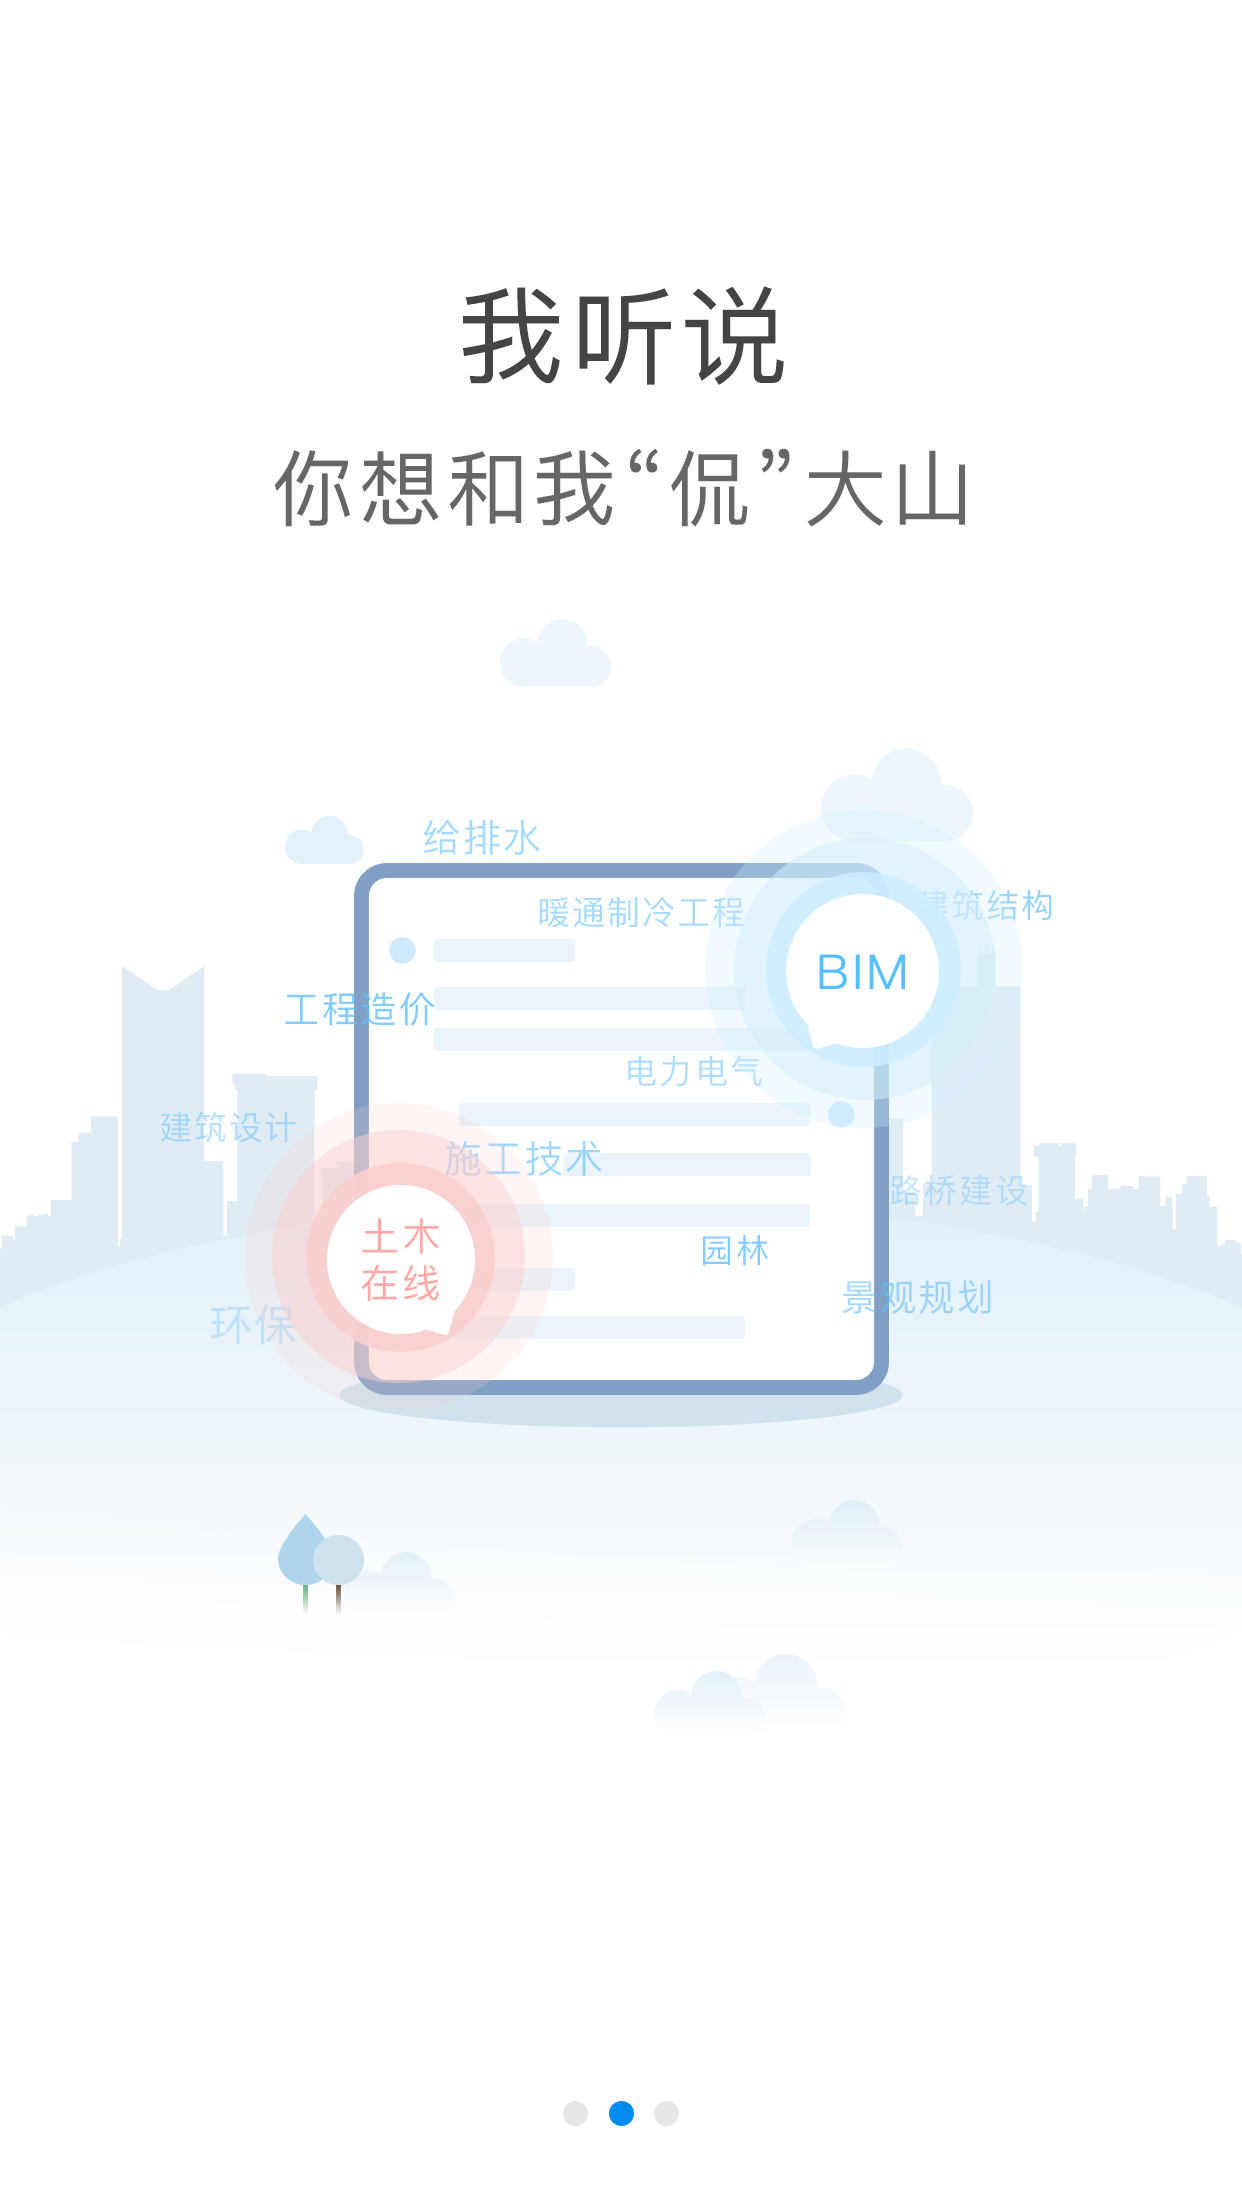 我听说
你想和我“侃”大山
给排水
暖通制冷工程
建筑结构
BIM
工程造价
电力电气
建筑设计
施工技术
路桥建设
土木
在线
园林
景观规划
环保